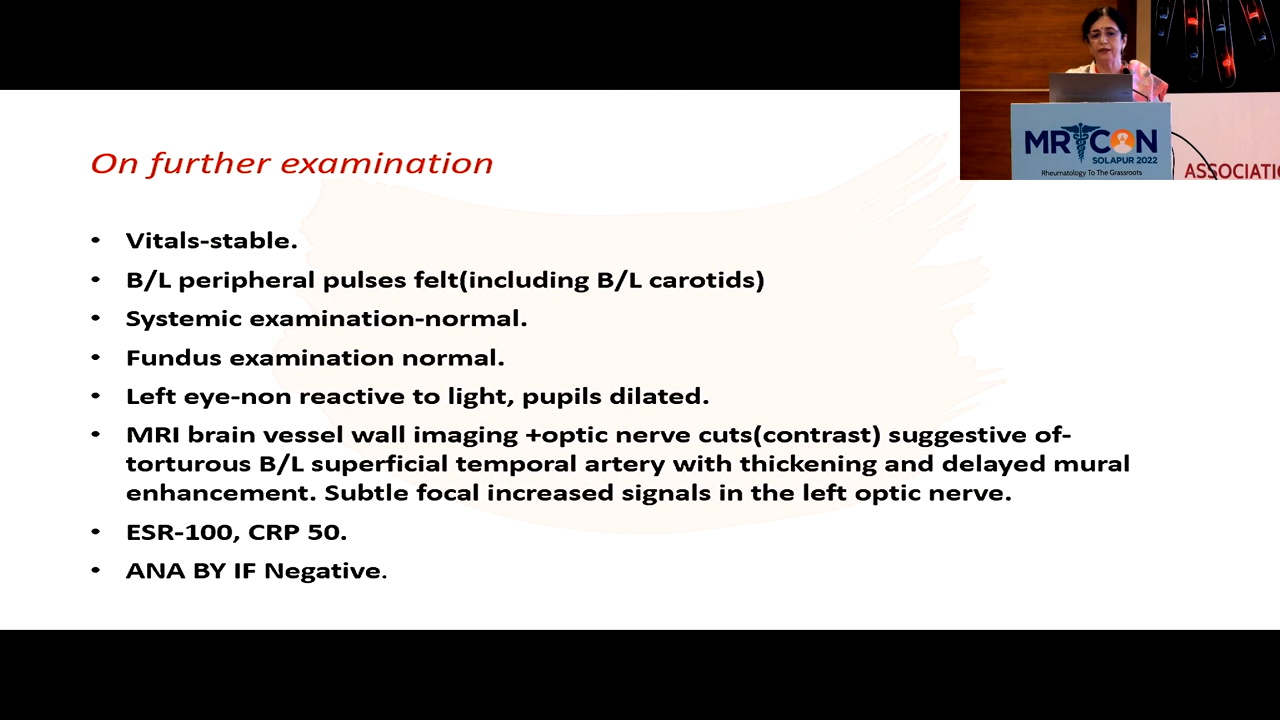 On further examination
• Vitals-stable.
• B/L peripheral pulses felt(including B/L carotids)
• Systemic examination-normal.
• Fundus examination normal.
• Left eye-non reactive to light, pupils dilated.
• MRI brain vessel wall imaging +optic nerve cuts(contrast) suggestive of-
torturous B/L superficial temporal artery with thickening and delayed mural
enhancement. Subtle focal increased signals in the left optic nerve.
• ESR-100, CRP 50.
• ANA BY IF Negative.
MRCON
SOLAPUR 2022
Rheumatology To The Grassroots
ASSOCIATI